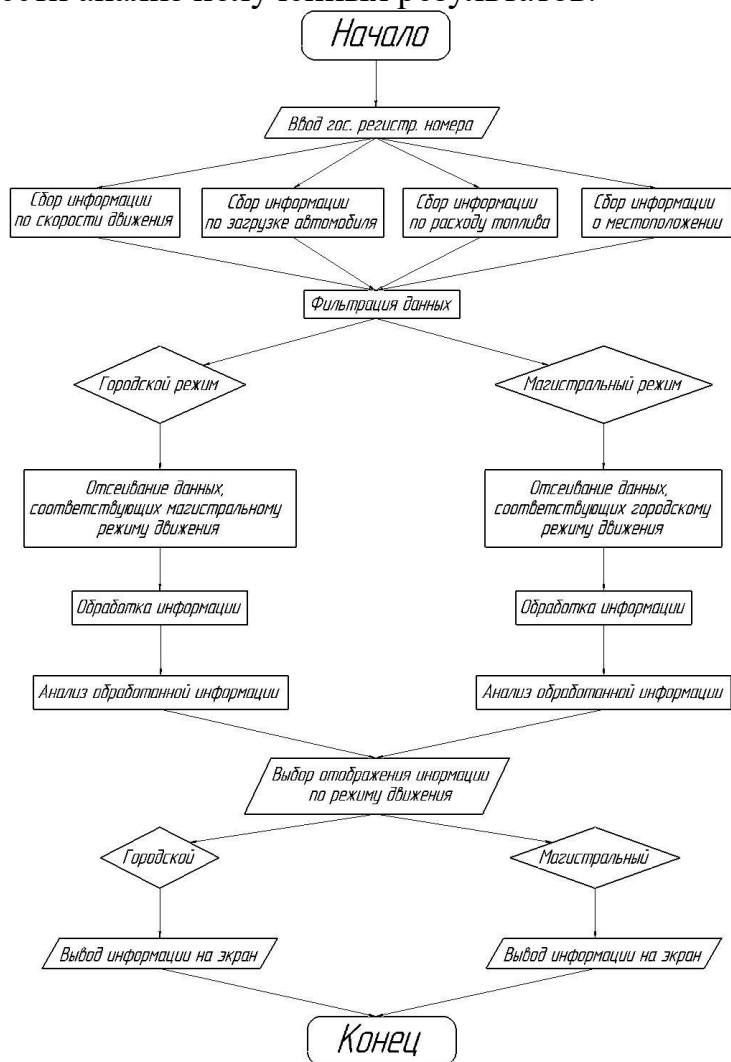 анализ полученных результатов.
Начало
Ввод гос. регистр. номера
Сбор информации
по скорости движения
Сбор информации
по загрузке автомобиля
Сбор информации
по расходу топлива
Сбор информации
о местоположении
Фильтрация данных
Городской режим
Магистральный режим
Отсеивание данных,
соответствующих магистральному
режиму движения
Отсеивание данных,
соответствующих городскому
режиму движения
Обработка информации
Обработка информации
Анализ обработанной информации
Анализ обработанной информации
Выбор отображения инормации
по режиму движения
Городской
Магистральный
Вывод информации на экран
Вывод информации на экран
Конец